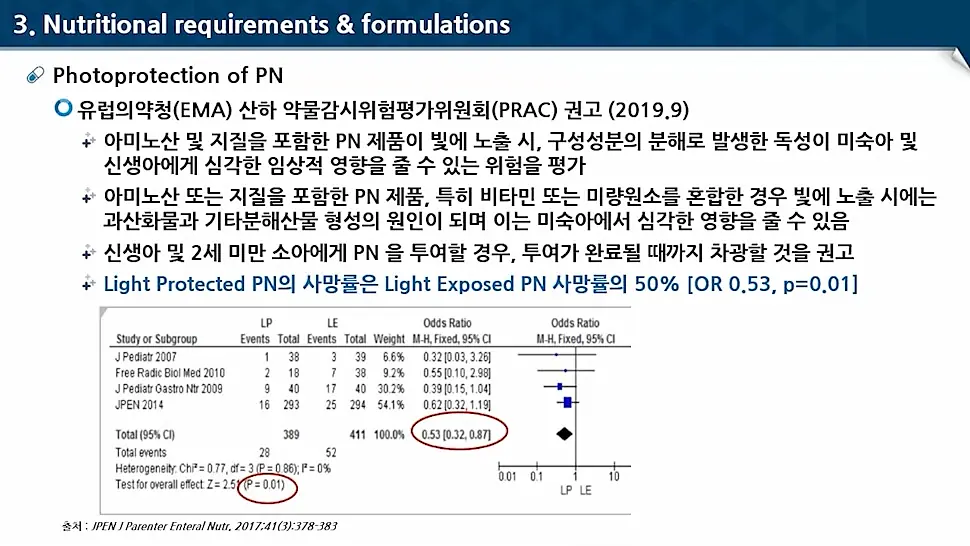 3. Nutritional requirements & formulations
Photoprotection of PN
유럽의약청(EMA) 산하 약물감시위험평가위원회(PRAC) 권고 (2019.9)
아미노산 및 지질을 포함한 PN 제품이 빛에 노출 시, 구성성분의 분해로 발생한 독성이 미숙아 및
신생아에게 심각한 임상적 영향을 줄 수 있는 위험을 평가
아미노산 또는 지질을 포함한 PN 제품, 특히 비타민 또는 미량원소를 혼합한 경우 빛에 노출 시에는
과산화물과 기타분해산물 형성의 원인이 되며 이는 미숙아에서 심각한 영향을 줄 수 있음
신생아 및 2세 미만 소아에게 PN 을 투여할 경우, 투여가 완료될 때까지 차광할 것을 권고
Light Protected PN의 사망률은 Light Exposed PN 사망률의 50% [OR 0.53, p=0.01]
LP LE Odds Ratio Odds Ratio
Study or Subgroup Events Total Events Total Weight M-H, Fixed, 95% CI M-H, Fixed, 95% CI
J Pediatr 2007 1 38 3 39 6.6% 0.32 [0.03, 3.26]
Free Radic Biol Med 2010 2 18 7 38 9.2% 0.55 [0.10, 2.98]
J Pediatr Gastro Ntr 2009 9 40 17 40 30.2% 0.39 [0.15, 1.04]
JPEN 2014 16 293 25 294 54.1% 0.62 [0.32, 1.19]
Total (95% CI) 389 411 100.0% 0.53 [0.32, 0.87]
Total events 28 52
Heterogeneity: Chi² = 0.77, df = 3 (P = 0.86); I² = 0%
Test for overall effect: Z = 2.51 (P = 0.01)
0.01 0.1 1 10
LP LE
출처 : JPEN J Parenter Enteral Nutr. 2017;41(3):378-383